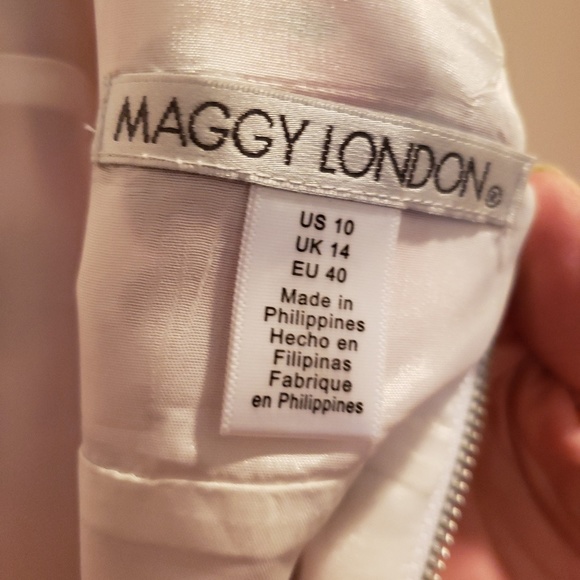 MAGGY LONDON®
US 10
UK 14
EU 40
Made in
Philippines
Hecho en
Filipinas
Fabrique
en Philippines